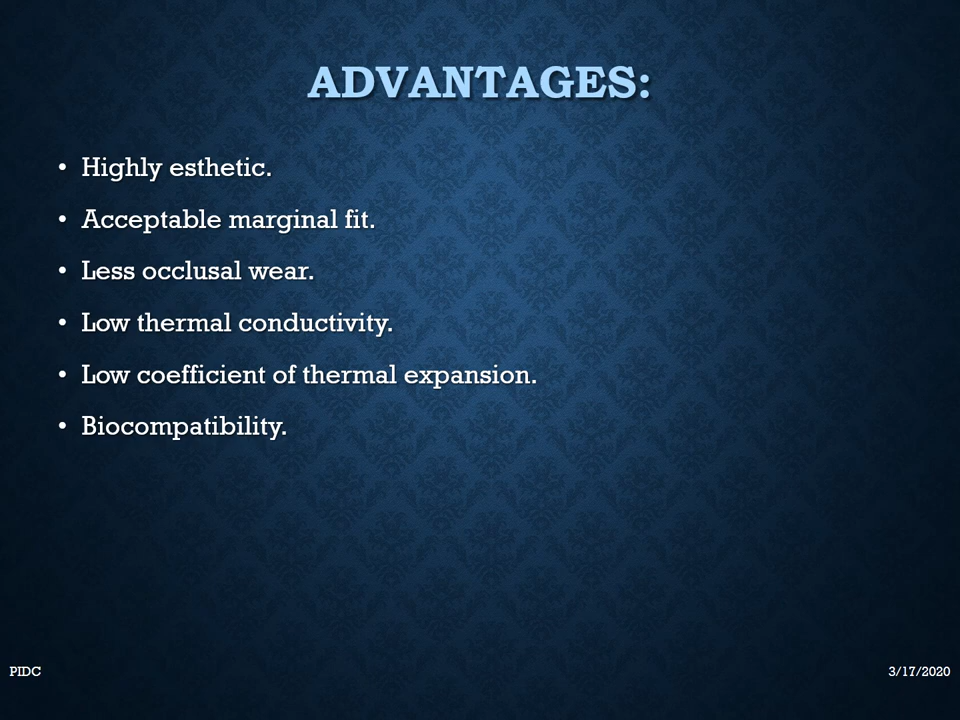 ADVANTAGES:
• Highly esthetic.
• Acceptable marginal fit.
• Less occlusal wear.
• Low thermal conductivity.
• Low coefficient of thermal expansion.
• Biocompatibility.
PIDC
3/17/2020